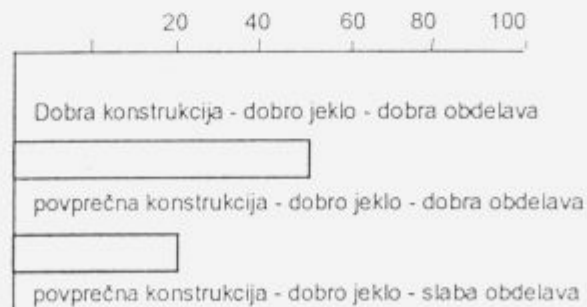 20 40 60 80 100
Dobra konstrukcija - dobro jeklo - dobra obdelava
povprečna konstrukcija - dobro jeklo - dobra obdelava
povprečna konstrukcija - dobro jeklo - slaba obdelava